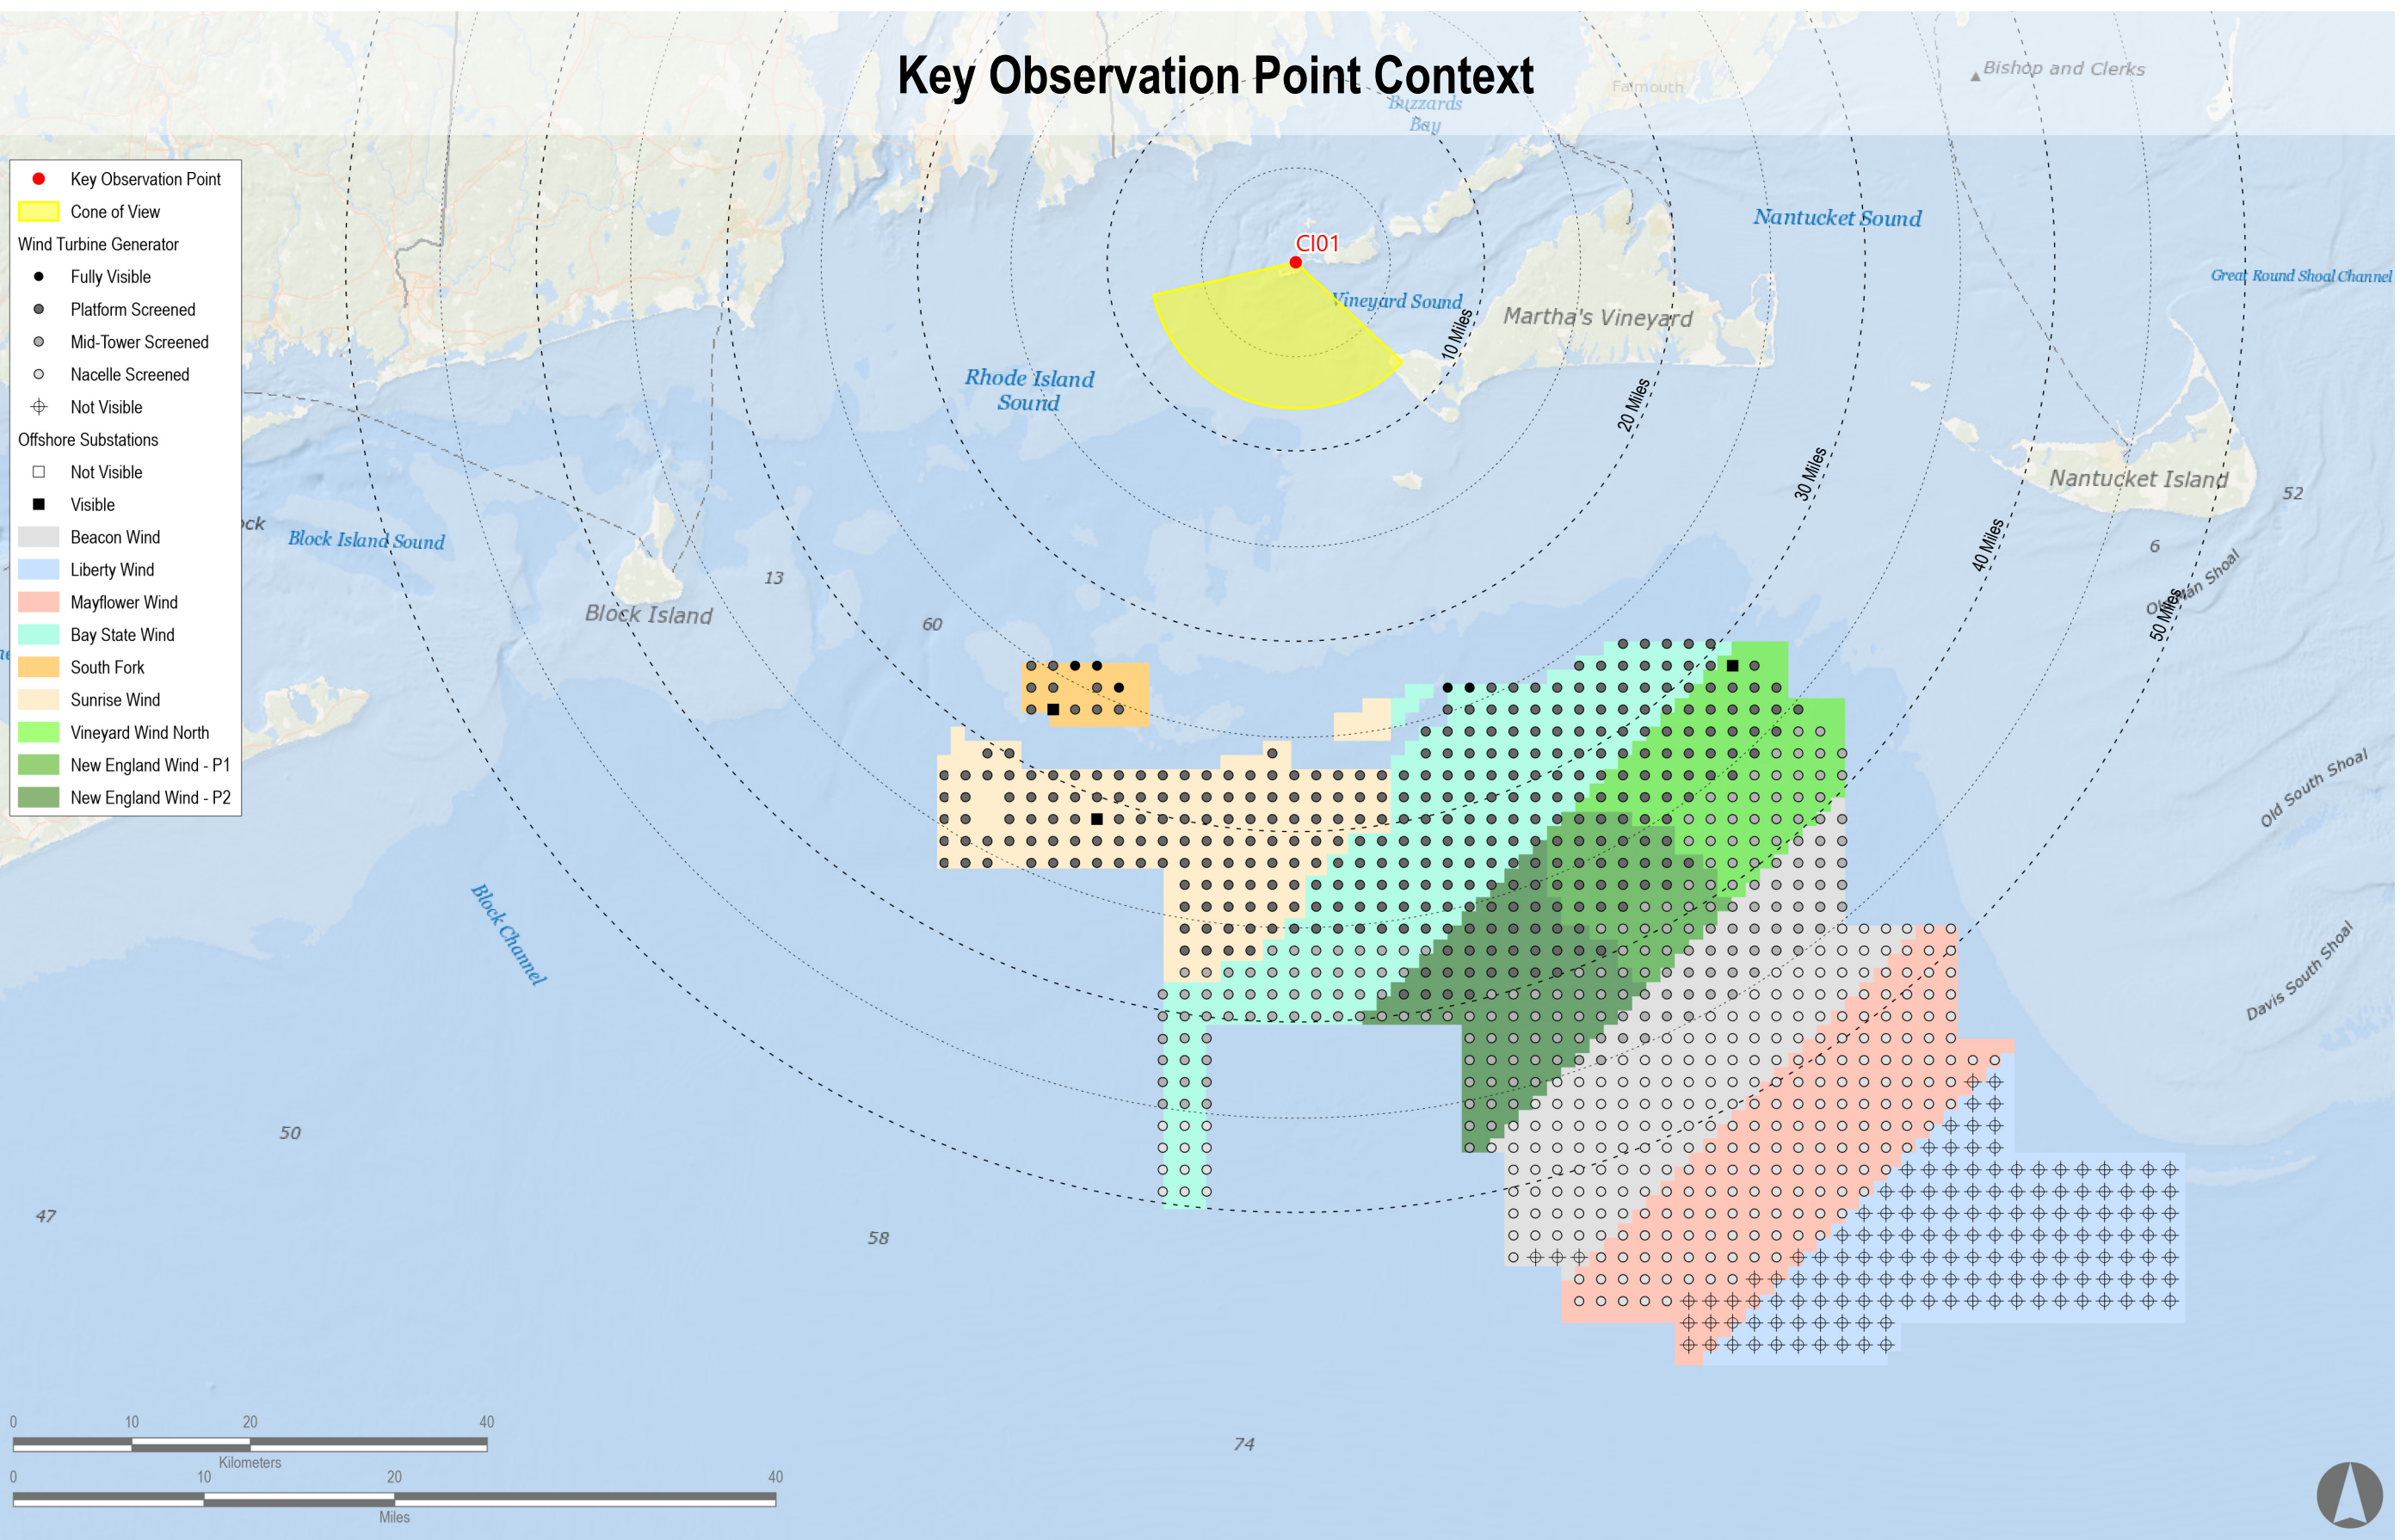 Key Observation Point Context
Bishop and Clerks
Falmouth
Buzzards
Bay
Key Observation Point
Cone of View
Wind Turbine Generator
Fully Visible
Platform Screened
Mid-Tower Screened
Nacelle Screened
Not Visible
Offshore Substations
Not Visible
Visible
Beacon Wind
Liberty Wind
Mayflower Wind
Bay State Wind
South Fork
Sunrise Wind
Vineyard Wind North
New England Wind - P1
New England Wind - P2
CI01
Nantucket Sound
Great Round Shoal Channel
Vineyard Sound
Martha's Vineyard
10 Miles
Rhode Island
Sound
20 Miles
30 Miles
40 Miles
50 Miles
Nantucket Island
52
6
Old Man Shoal
Block Island Sound
13
Block Island
60
Old South Shoal
Block Channel
Davis South Shoal
50
47
58
74
0 10 20 40
Kilometers
0 10 20 40
Miles